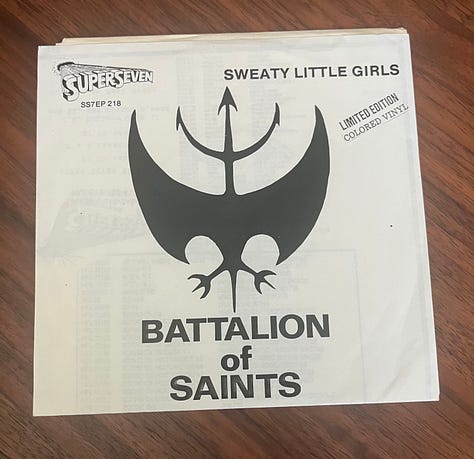 SUPERSEVEN
SS7EP 218
SWEATY LITTLE GIRLS
LIMITED EDITION
COLORED VINYL
BATTALION
of
SAINTS